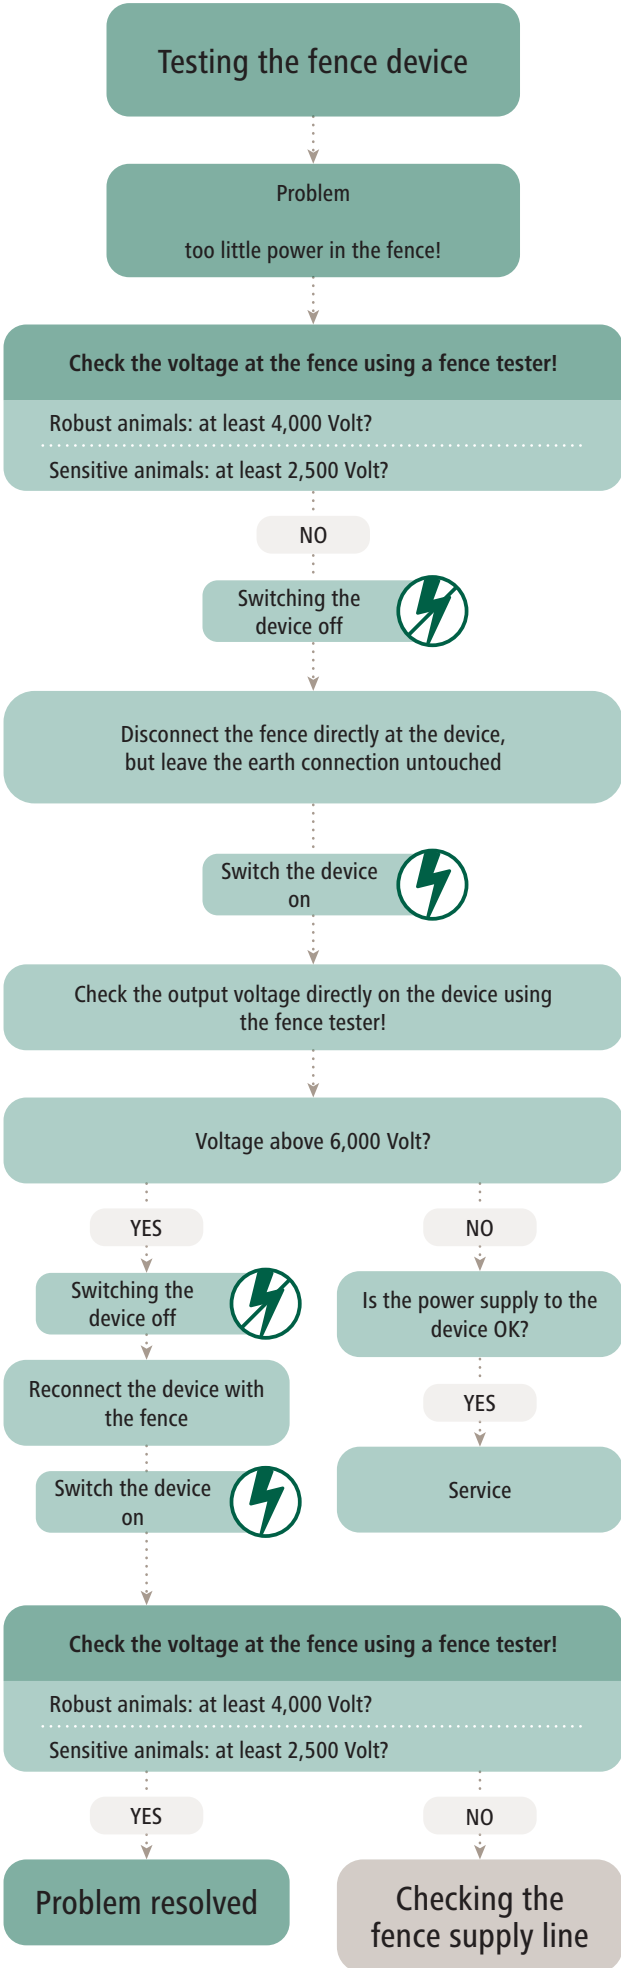 Testing the fence device
Problem
too little power in the fence!
Check the voltage at the fence using a fence tester!
Robust animals: at least 4,000 Volt?
Sensitive animals: at least 2,500 Volt?
NO
Switching the
device off
Disconnect the fence directly at the device,
but leave the earth connection untouched
Switch the device
on
Check the output voltage directly on the device using
the fence tester!
Voltage above 6,000 Volt?
YES
Switching the
device off
Reconnect the device with
the fence
Switch the device
on
NO
Is the power supply to the
device OK?
YES
Service
Check the voltage at the fence using a fence tester!
Robust animals: at least 4,000 Volt?
Sensitive animals: at least 2,500 Volt?
YES
Problem resolved
NO
Checking the
fence supply line